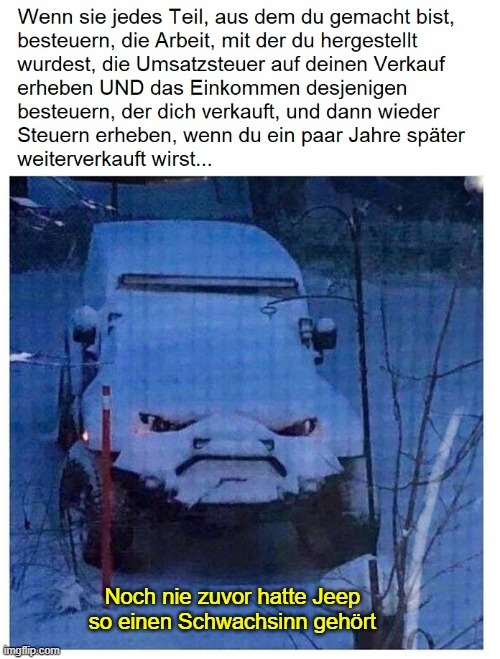 Wenn sie jedes Teil, aus dem du gemacht bist,
besteuern, die Arbeit, mit der du hergestellt
wurdest, die Umsatzsteuer auf deinen Verkauf
erheben UND das Einkommen desjenigen
besteuern, der dich verkauft, und dann wieder
Steuern erheben, wenn du ein paar Jahre später
weiterverkauft wirst...
Noch nie zuvor hatte Jeep
so einen Schwachsinn gehört
imgflip.com